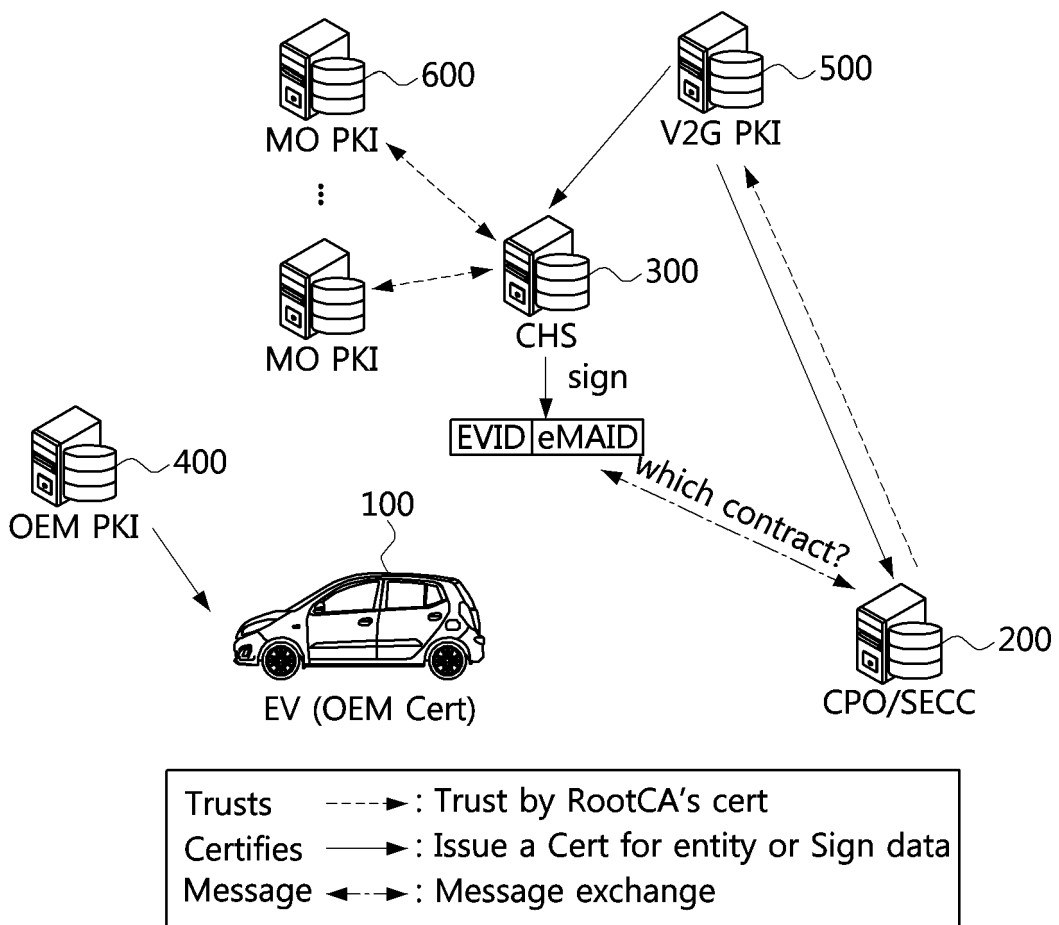 600
MO PKI
500
V2G PKI
⋮
300
MO PKI
CHS
sign
EVID eMAID
which contract?
400
OEM PKI
100
EV (OEM Cert)
200
CPO/SECC
Trusts : Trust by RootCA's cert
Certifies : Issue a Cert for entity or Sign data
Message : Message exchange